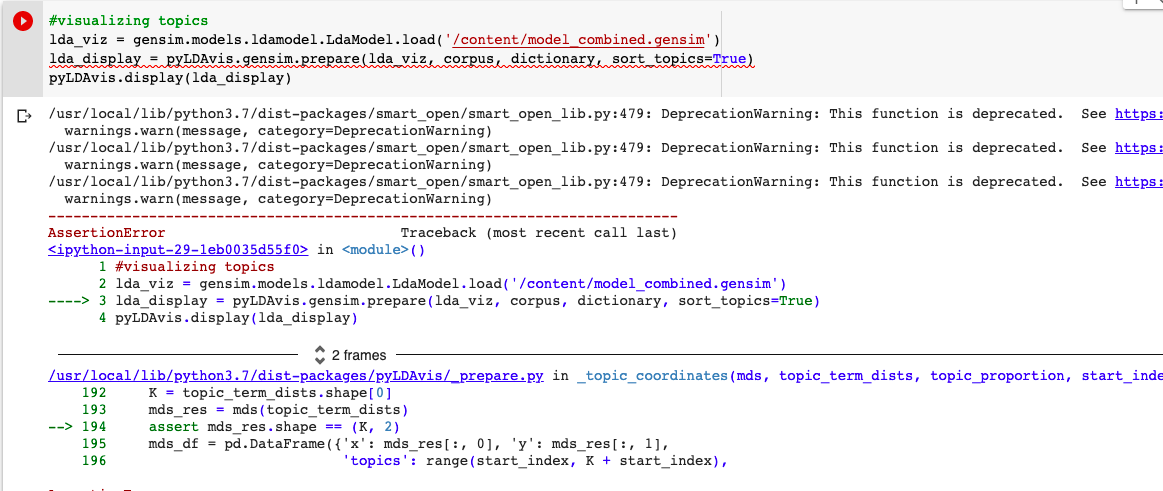 #visualizing topics
lda_viz = gensim.models.ldamodel.LdaModel.load('/content/model_combined.gensim')
lda_display = pyLDAvis.gensim.prepare(lda_viz, corpus, dictionary, sort_topics=True)
pyLDAvis.display(lda_display)
/usr/local/lib/python3.7/dist-packages/smart_open/smart_open_lib.py:479: DeprecationWarning: This function is deprecated.  See https:
  warnings.warn(message, category=DeprecationWarning)
/usr/local/lib/python3.7/dist-packages/smart_open/smart_open_lib.py:479: DeprecationWarning: This function is deprecated.  See https:
  warnings.warn(message, category=DeprecationWarning)
/usr/local/lib/python3.7/dist-packages/smart_open/smart_open_lib.py:479: DeprecationWarning: This function is deprecated.  See https:
  warnings.warn(message, category=DeprecationWarning)
---------------------------------------------------------------------------
AssertionError                            Traceback (most recent call last)
<ipython-input-29-1eb0035d55f0> in <module>()
      1 #visualizing topics
      2 lda_viz = gensim.models.ldamodel.LdaModel.load('/content/model_combined.gensim')
----> 3 lda_display = pyLDAvis.gensim.prepare(lda_viz, corpus, dictionary, sort_topics=True)
      4 pyLDAvis.display(lda_display)
2 frames
/usr/local/lib/python3.7/dist-packages/pyLDAvis/_prepare.py in _topic_coordinates(mds, topic_term_dists, topic_proportion, start_inde
    192     K = topic_term_dists.shape[0]
    193     mds_res = mds(topic_term_dists)
--> 194     assert mds_res.shape == (K, 2)
    195     mds_df = pd.DataFrame({'x': mds_res[:, 0], 'y': mds_res[:, 1],
    196                            'topics': range(start_index, K + start_index),